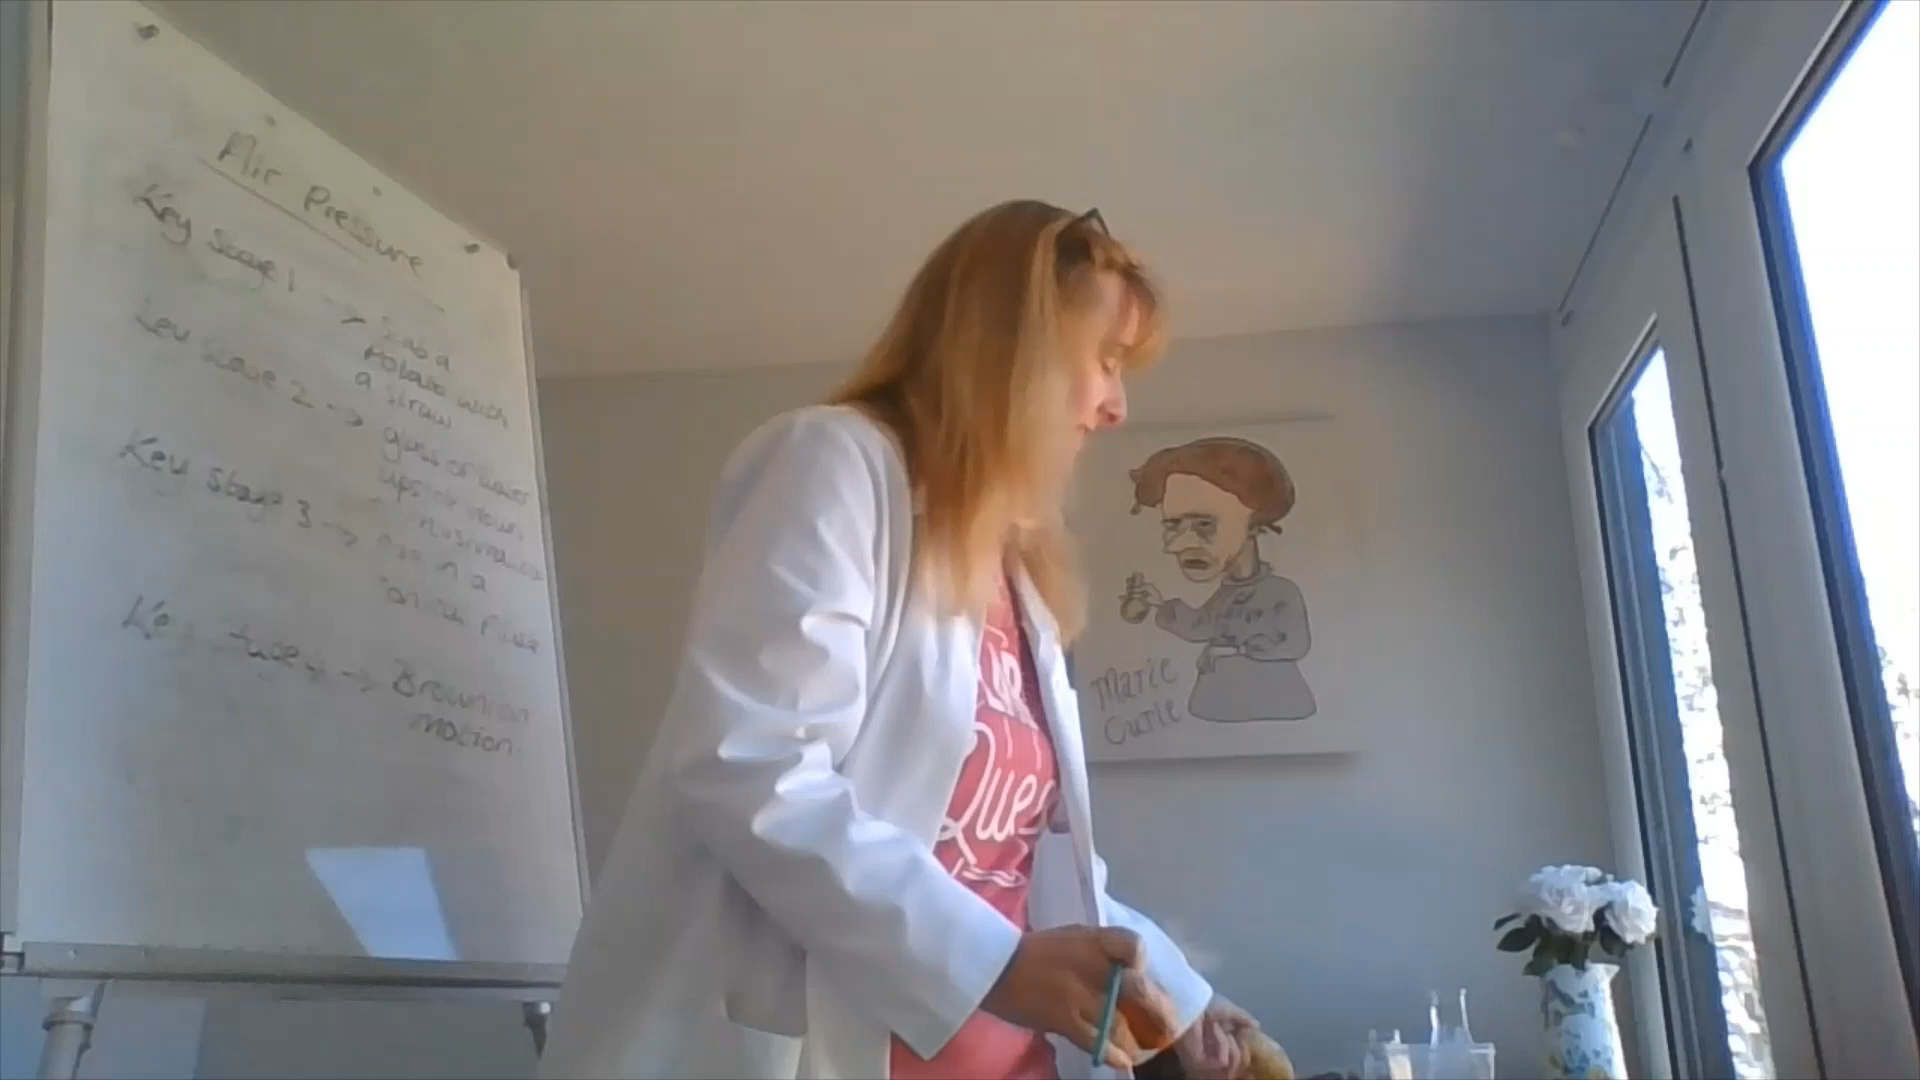 Air Pressure
Key Stage 1 → Stab a
Potato with
a straw
Key Stage 2 → glass of water
upside down
Key Stage 3 →
in a
Key Stage 4 → Brownian
motion.
Marie
Curie
Quee